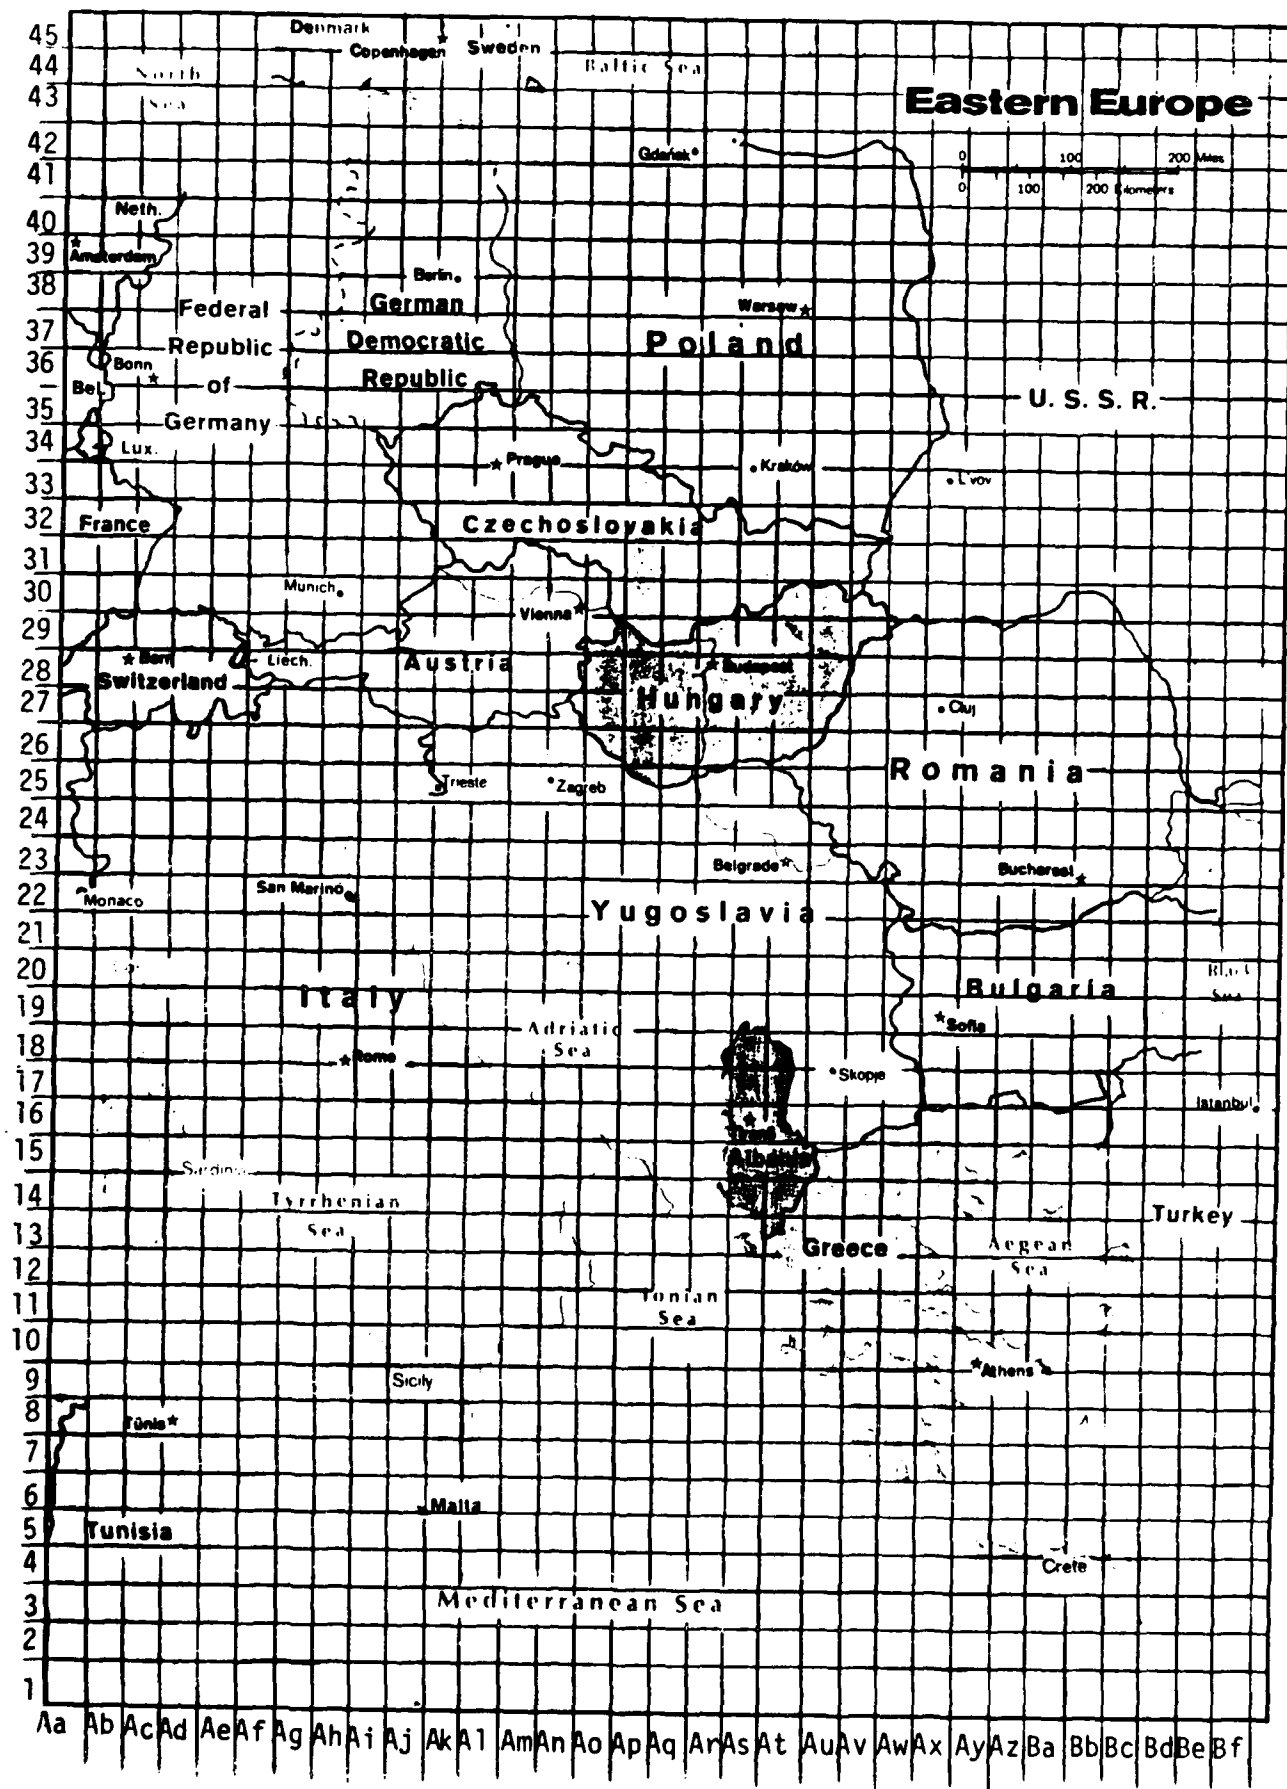 45 Denmark
Copenhagen Sweden
44 North Sea Baltic Sea
43 Eastern Europe
42 Gdańsk 0 100 200 Miles
41 0 100 200 Kilometers
Neth.
40
39 Amsterdam
38 Berlin
Federal German Warsaw
37 Republic Democratic Poland
36 Bonn
Bel. of Republic U.S.S.R.
35 Germany
34 Lux. Prague Kraków
33 L'vov
32 France Czechoslovakia
31
30 Munich
Vienna
29
28 Bern Liech. Austria Budapest
Switzerland Hungary
27 Cluj
26
25 Trieste Zagreb Romania
24
23 Belgrade Bucharest
22 Monaco San Marino Yugoslavia
21
20 Black Sea
19 Italy Bulgaria
Adriatic Sea Sofia
18 Rome
17 Skopje
16 Istanbul
Tiranë
15 Albania
Sardinia
14 Tyrrhenian Sea Turkey
13 Greece Aegean Sea
12
11 Ionian Sea
10
9 Sicily Athens
8 Tunis
7
6 Malta
5 Tunisia
4 Crete
3 Mediterranean Sea
2
1
Aa Ab Ac Ad Ae Af Ag Ah Ai Aj Ak Al Am An Ao Ap Aq Ar As At Au Av Aw Ax Ay Az Ba Bb Bc Bd Be Bf